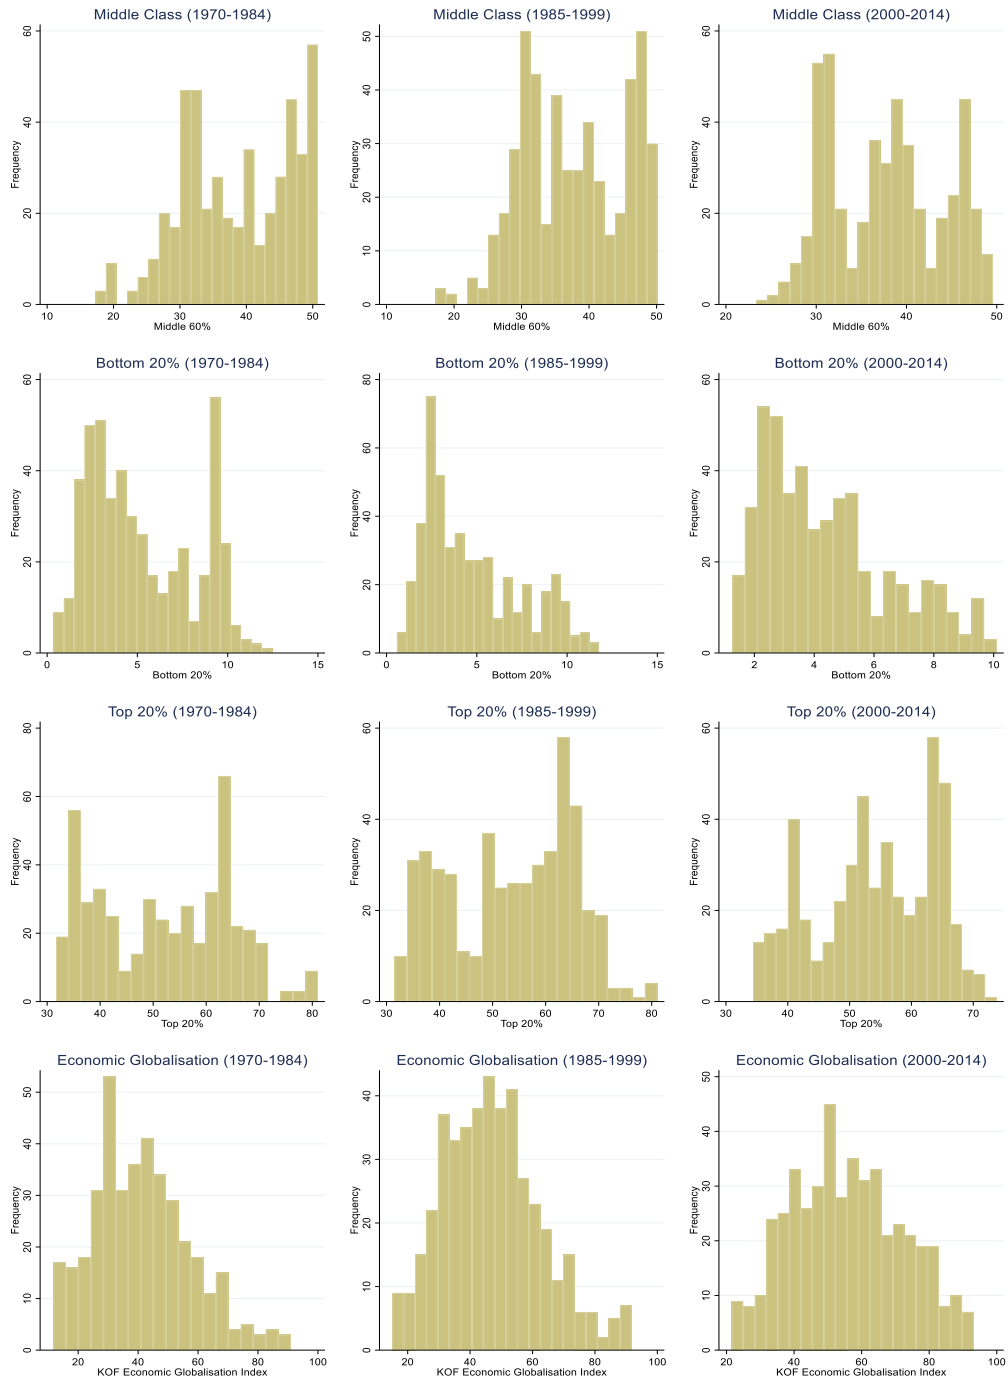 Middle Class (1970-1984)
60
40
20
0
Frequency
10 20 30 40 50
Middle 60%
Middle Class (1985-1999)
50
40
30
20
10
0
Frequency
10 20 30 40 50
Middle 60%
Middle Class (2000-2014)
60
40
20
0
Frequency
20 30 40 50
Middle 60%
Bottom 20% (1970-1984)
60
40
20
0
Frequency
0 5 10 15
Bottom 20%
Bottom 20% (1985-1999)
80
60
40
20
0
Frequency
0 5 10 15
Bottom 20%
Bottom 20% (2000-2014)
60
40
20
0
Frequency
2 4 6 8 10
Bottom 20%
Top 20% (1970-1984)
80
60
40
20
0
Frequency
30 40 50 60 70 80
Top 20%
Top 20% (1985-1999)
60
40
20
0
Frequency
30 40 50 60 70 80
Top 20%
Top 20% (2000-2014)
60
40
20
0
Frequency
30 40 50 60 70
Top 20%
Economic Globalisation (1970-1984)
50
40
30
20
10
0
Frequency
20 40 60 80 100
KOF Economic Globalisation Index
Economic Globalisation (1985-1999)
40
30
20
10
0
Frequency
20 40 60 80 100
KOF Economic Globalisation Index
Economic Globalisation (2000-2014)
50
40
30
20
10
0
Frequency
20 40 60 80 100
KOF Economic Globalisation Index